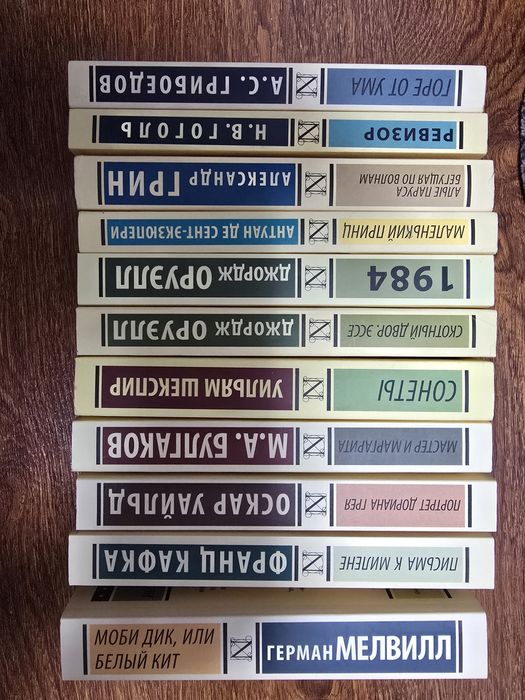 А.С. ГРИБОЕДОВ
ГОРЕ ОТ УМА
Н.В. ГОГОЛЬ
РЕВИЗОР
АЛЕКСАНДР ГРИН
АЛЫЕ ПАРУСА
БЕГУЩАЯ ПО ВОЛНАМ
АНТУАН ДЕ СЕНТ-ЭКЗЮПЕРИ
МАЛЕНЬКИЙ ПРИНЦ
ДЖОРДЖ ОРУЭЛЛ
1984
ДЖОРДЖ ОРУЭЛЛ
СКОТНЫЙ ДВОР. ЭССЕ
УИЛЬЯМ ШЕКСПИР
СОНЕТЫ
М.А. БУЛГАКОВ
МАСТЕР И МАРГАРИТА
ОСКАР УАЙЛЬД
ПОРТРЕТ ДОРИАНА ГРЕЯ
ФРАНЦ КАФКА
ПИСЬМА К МИЛЕНЕ
МОБИ ДИК, ИЛИ
БЕЛЫЙ КИТ
ГЕРМАН МЕЛВИЛЛ